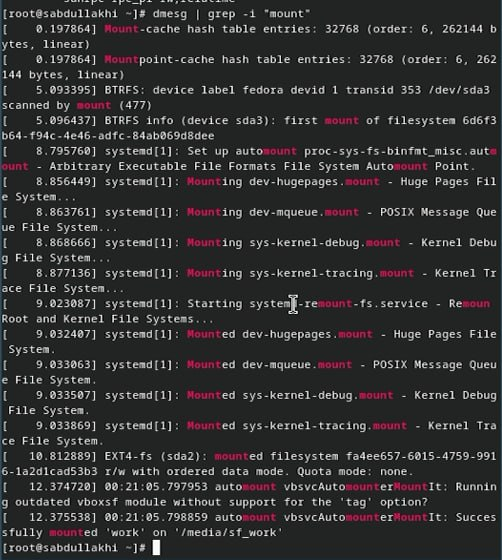 [root@sabdullakhi ~]# dmesg | grep -i "mount"
[    0.197864] Mount-cache hash table entries: 32768 (order: 6, 262144 b
ytes, linear)
[    0.197864] Mountpoint-cache hash table entries: 32768 (order: 6, 262
144 bytes, linear)
[    5.093395] BTRFS: device label fedora devid 1 transid 353 /dev/sda3
scanned by mount (477)
[    5.096437] BTRFS info (device sda3): first mount of filesystem 6d6f3
b64-f94c-4e46-adfc-84ab069d8dee
[    8.795760] systemd[1]: Set up automount proc-sys-fs-binfmt_misc.autom
ount - Arbitrary Executable File Formats File System Automount Point.
[    8.856449] systemd[1]: Mounting dev-hugepages.mount - Huge Pages Fil
e System...
[    8.863761] systemd[1]: Mounting dev-mqueue.mount - POSIX Message Que
ue File System...
[    8.868666] systemd[1]: Mounting sys-kernel-debug.mount - Kernel Debu
g File System...
[    8.877136] systemd[1]: Mounting sys-kernel-tracing.mount - Kernel Tr
ace File System...
[    9.023087] systemd[1]: Starting systemd-remount-fs.service - Remoun
Root and Kernel File Systems...
[    9.032407] systemd[1]: Mounted dev-hugepages.mount - Huge Pages File
System.
[    9.033063] systemd[1]: Mounted dev-mqueue.mount - POSIX Message Queu
e File System.
[    9.033507] systemd[1]: Mounted sys-kernel-debug.mount - Kernel Debug
File System.
[    9.033869] systemd[1]: Mounted sys-kernel-tracing.mount - Kernel Tra
ce File System.
[   10.812889] EXT4-fs (sda2): mounted filesystem fa4ee657-6015-4759-991
6-1a2d1cad53b3 r/w with ordered data mode. Quota mode: none.
[   12.374720] 00:21:05.797953 automount vbsvcAutomounterMountIt: Runnin
g outdated vboxsf module without support for the 'tag' option?
[   12.375538] 00:21:05.798859 automount vbsvcAutomounterMountIt: Succes
sfully mounted 'work' on '/media/sf_work'
[root@sabdullakhi ~]#